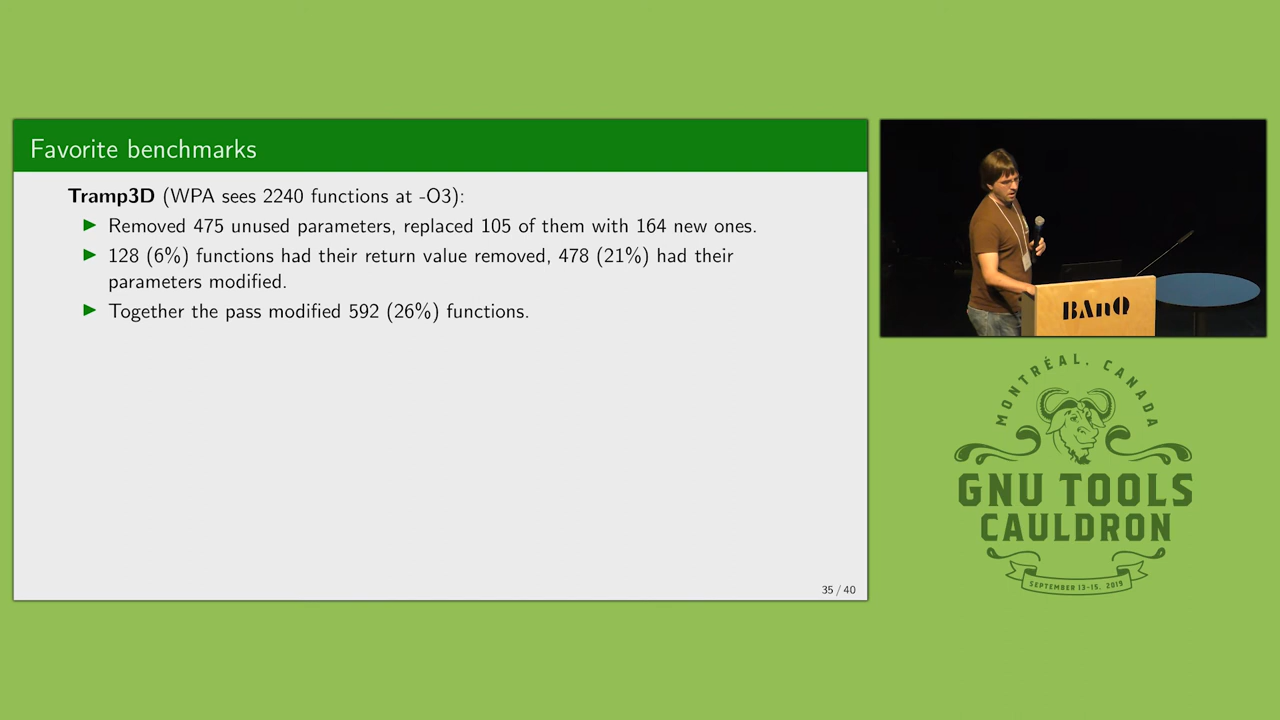 Favorite benchmarks
Tramp3D (WPA sees 2240 functions at -O3):
▶ Removed 475 unused parameters, replaced 105 of them with 164 new ones.
▶ 128 (6%) functions had their return value removed, 478 (21%) had their
parameters modified.
▶ Together the pass modified 592 (26%) functions.
35 / 40
BAnQ
MONTRÉAL, CANADA
GNU TOOLS
CAULDRON
SEPTEMBER 13-15, 2019